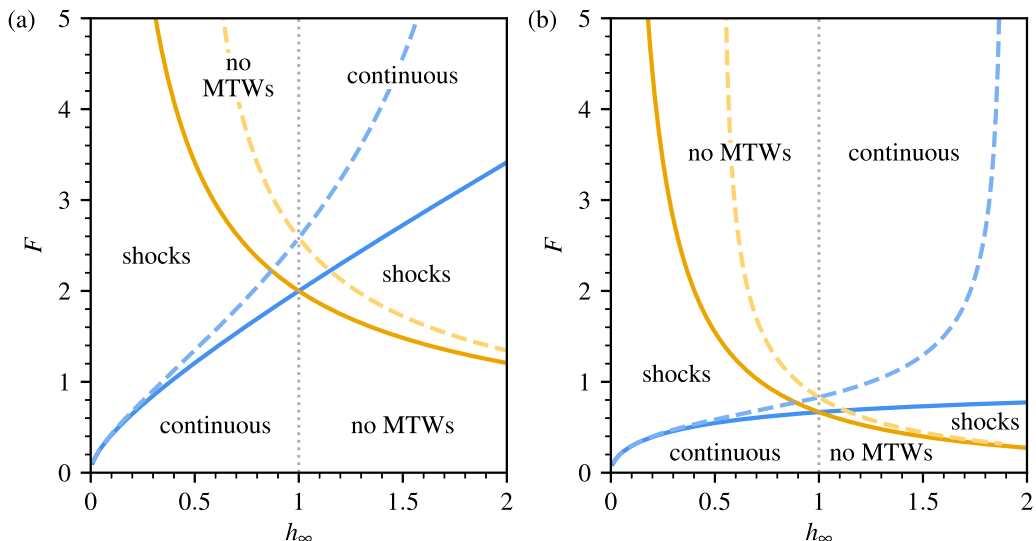 (a)
5
4
3
2
1
0
F
no
MTWs
continuous
shocks
shocks
continuous
no MTWs
0
0.5
1
1.5
2
h∞
(b)
5
4
3
2
1
0
F
no MTWs
continuous
shocks
shocks
continuous
no MTWs
0
0.5
1
1.5
2
h∞